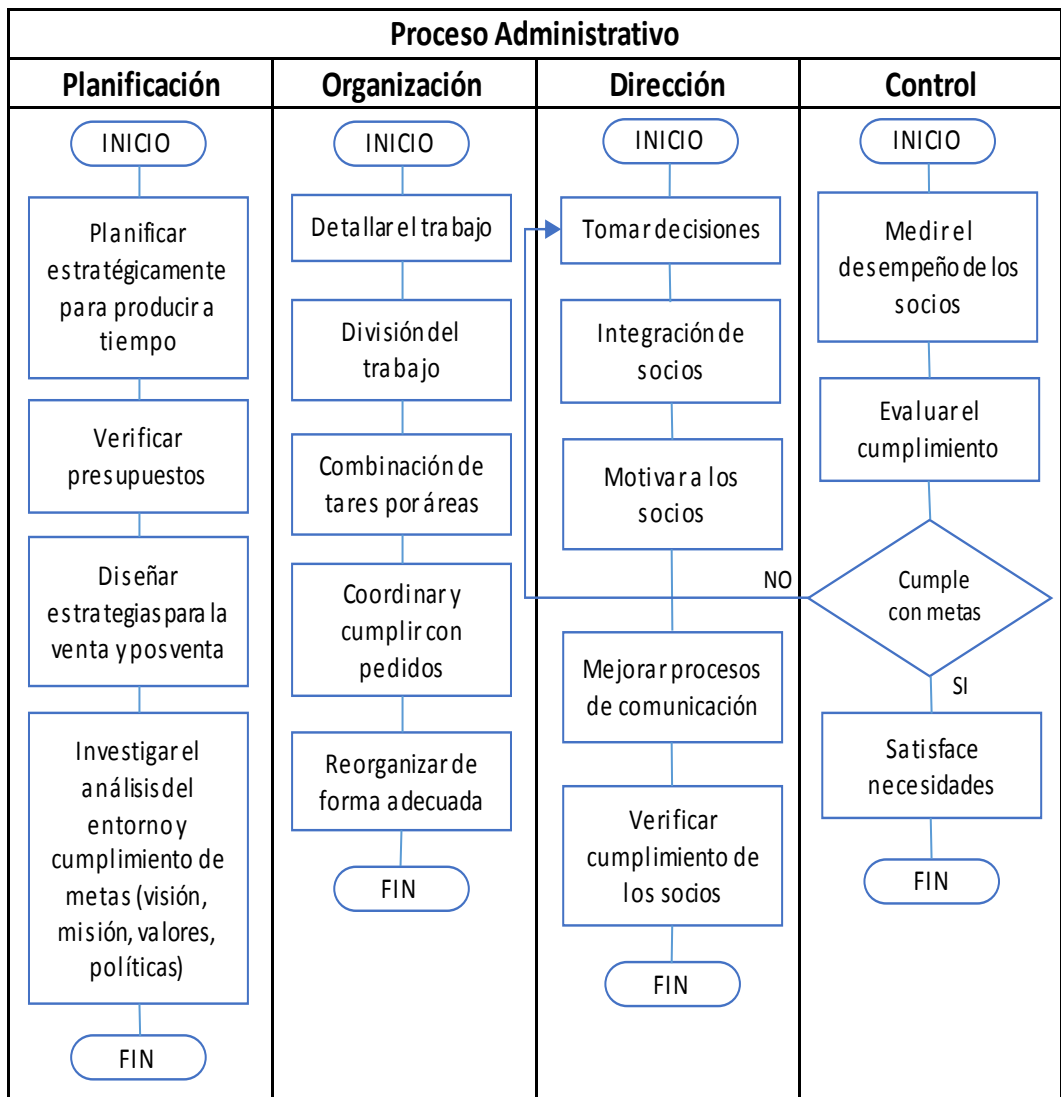 Proceso Administrativo
Planificación
INICIO
Planificar
estratégicamente
para producir a
tiempo
Verificar
presupuestos
Diseñar
estrategias para la
venta y posventa
Investigar el
análisis del
entorno y
cumplimiento de
metas (visión,
misión, valores,
políticas)
FIN
Organización
INICIO
Detallar el trabajo
División del
trabajo
Combinación de
tares por áreas
Coordinar y
cumplir con
pedidos
Reorganizar de
forma adecuada
FIN
Dirección
INICIO
Tomar decisiones
Integración de
socios
Motivar a los
socios
Mejorar procesos
de comunicación
Verificar
cumplimiento de
los socios
FIN
Control
INICIO
Medir el
desempeño de los
socios
Evaluar el
cumplimiento
Cumple
con metas
NO
SI
Satisface
necesidades
FIN